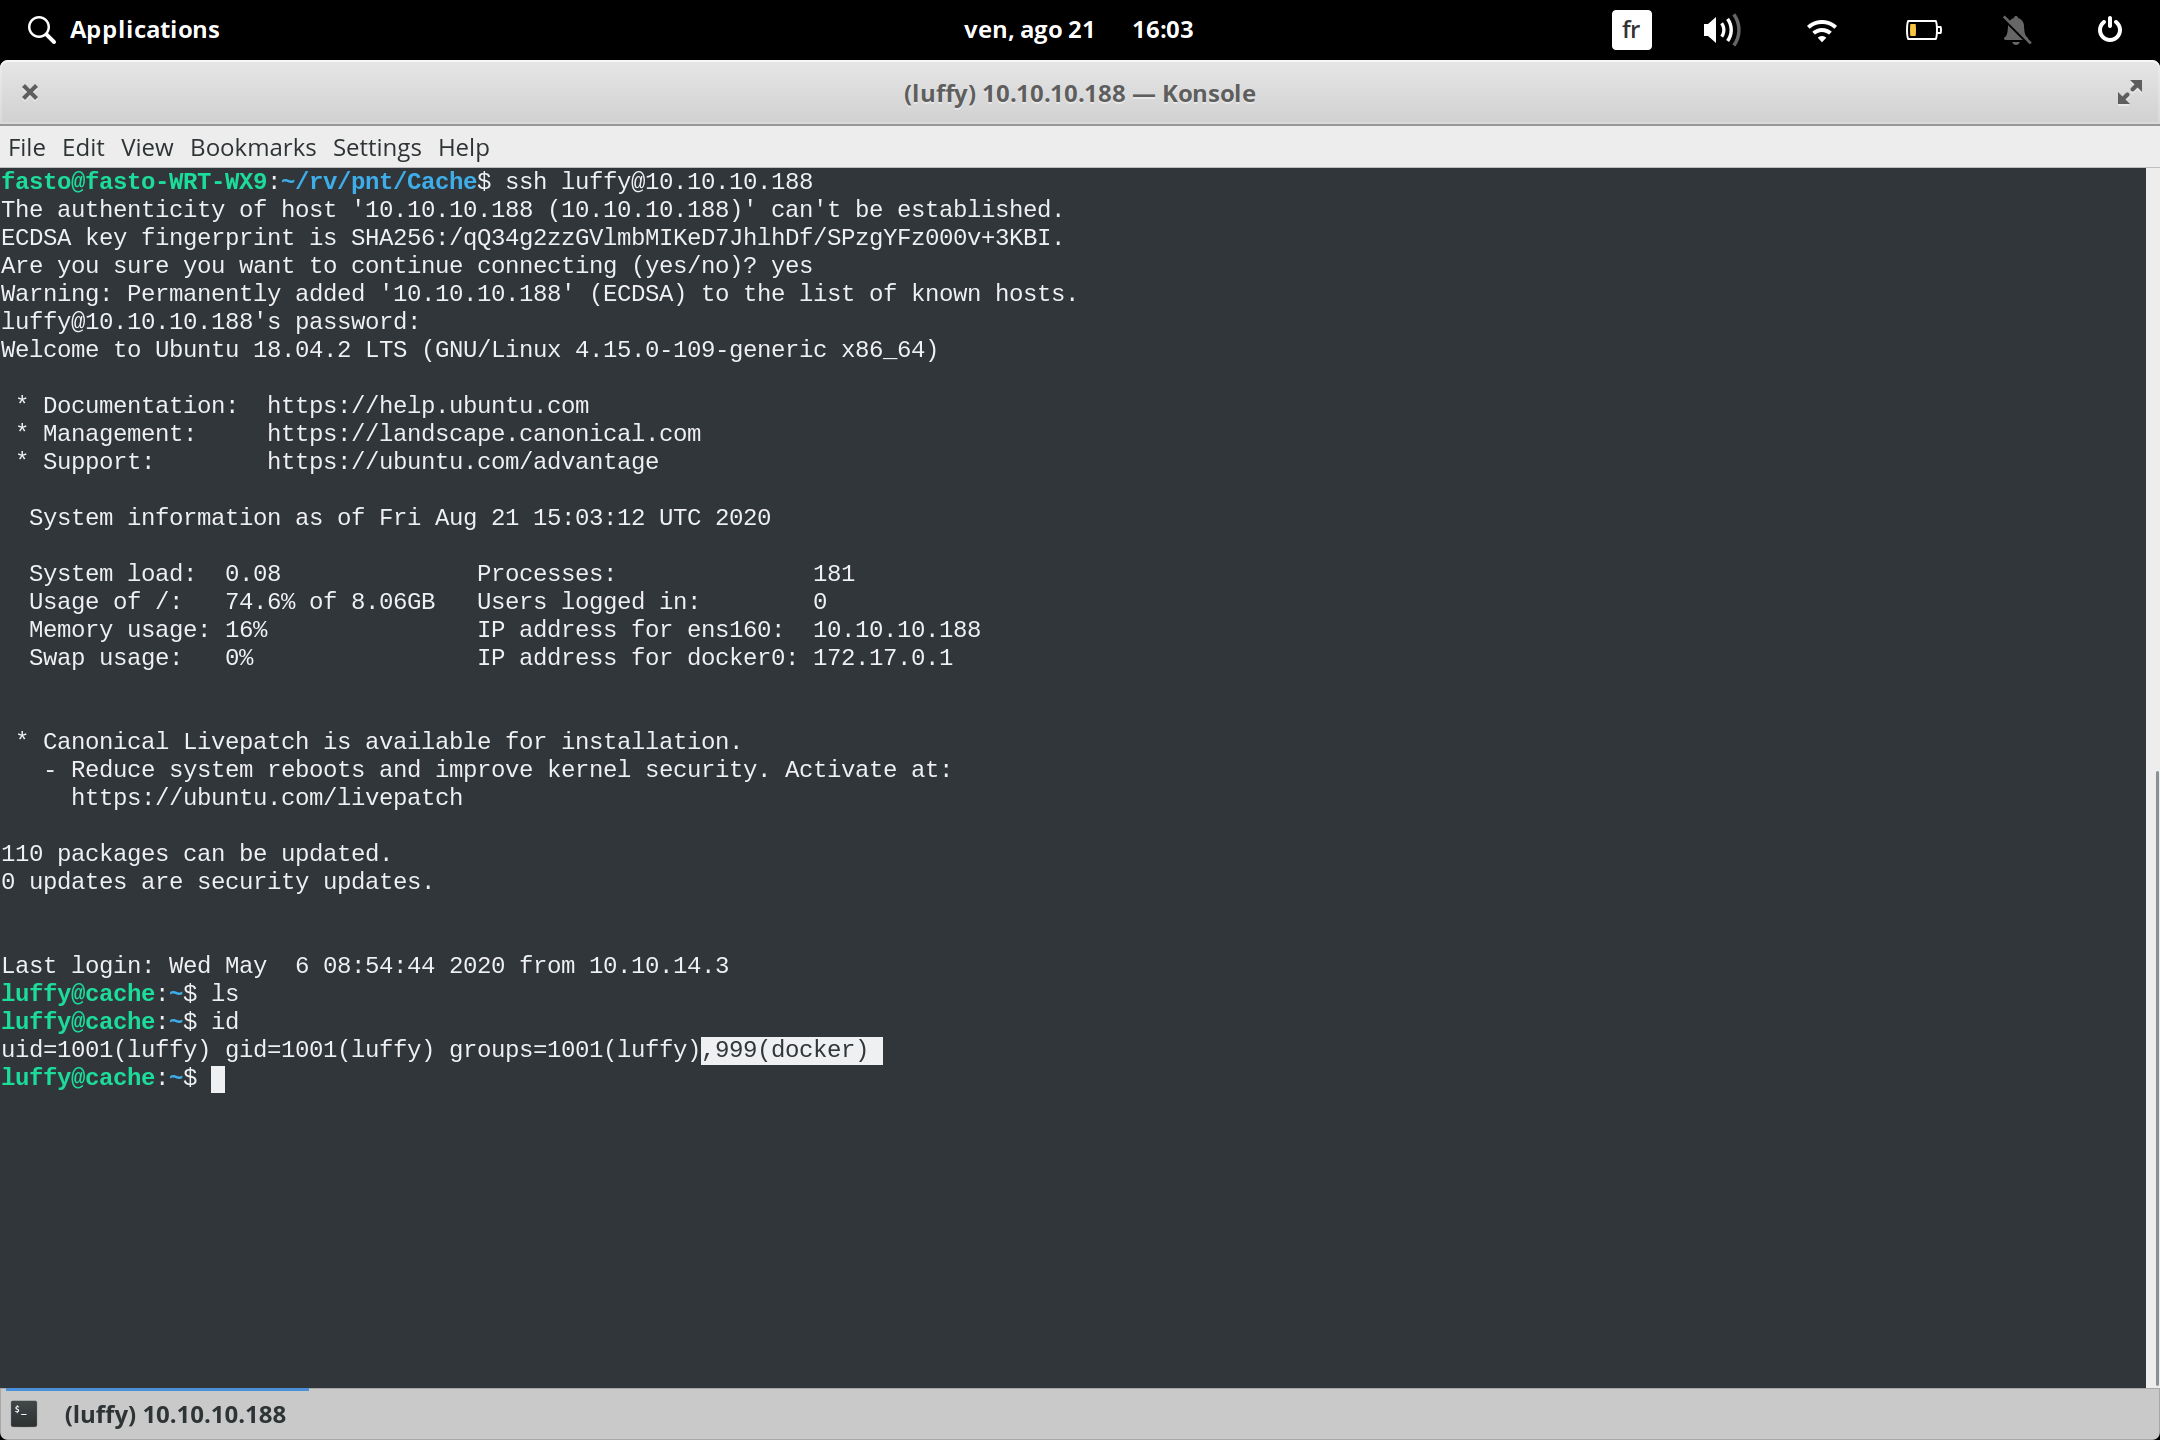 Applications
ven, ago 21 16:03
fr
(luffy) 10.10.10.188 — Konsole
File Edit View Bookmarks Settings Help
fasto@fasto-WRT-WX9:~/rv/pnt/Cache$ ssh luffy@10.10.10.188
The authenticity of host '10.10.10.188 (10.10.10.188)' can't be established.
ECDSA key fingerprint is SHA256:/qQ34g2zzGVlmbMIKeD7JhlhDf/SPzgYFz000v+3KBI.
Are you sure you want to continue connecting (yes/no)? yes
Warning: Permanently added '10.10.10.188' (ECDSA) to the list of known hosts.
luffy@10.10.10.188's password:
Welcome to Ubuntu 18.04.2 LTS (GNU/Linux 4.15.0-109-generic x86_64)
 * Documentation:  https://help.ubuntu.com
 * Management:     https://landscape.canonical.com
 * Support:        https://ubuntu.com/advantage
  System information as of Fri Aug 21 15:03:12 UTC 2020
  System load:  0.08              Processes:              181
  Usage of /:   74.6% of 8.06GB   Users logged in:        0
  Memory usage: 16%               IP address for ens160:  10.10.10.188
  Swap usage:   0%                IP address for docker0: 172.17.0.1
 * Canonical Livepatch is available for installation.
   - Reduce system reboots and improve kernel security. Activate at:
     https://ubuntu.com/livepatch
110 packages can be updated.
0 updates are security updates.
Last login: Wed May  6 08:54:44 2020 from 10.10.14.3
luffy@cache:~$ ls
luffy@cache:~$ id
uid=1001(luffy) gid=1001(luffy) groups=1001(luffy),999(docker)
luffy@cache:~$
(luffy) 10.10.10.188